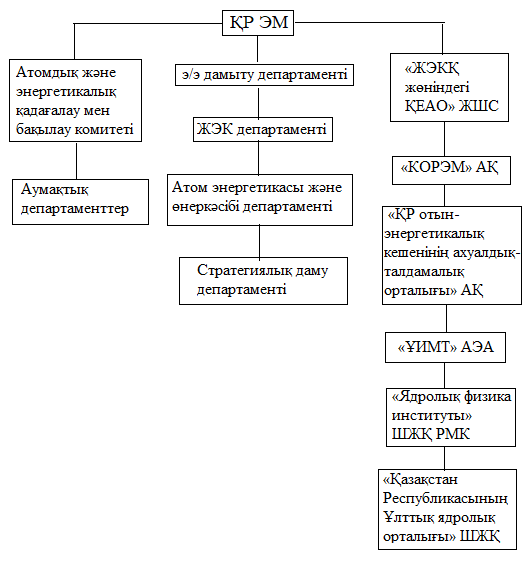 ҚР ЭМ
Атомдық және
энергетикалық
қадағалау мен
бақылау комитеті
Аумақтық
департаменттер
э/э дамыту департаменті
ЖЭК департаменті
Атом энергетикасы және
өнеркәсібі департаменті
Стратегиялық даму
департаменті
«ЖЭКҚ
жөніндегі
ҚЕАО» ЖШС
«КОРЭМ» АҚ
«ҚР отын-
энергетикалық
кешенінің ахуалдық-
талдамалық
орталығы» АҚ
«ҰИМТ» АЭА
«Ядролық физика
институты»
ШЖҚ РМК
«Қазақстан
Республикасының
Ұлттық ядролық
орталығы» ШЖҚ